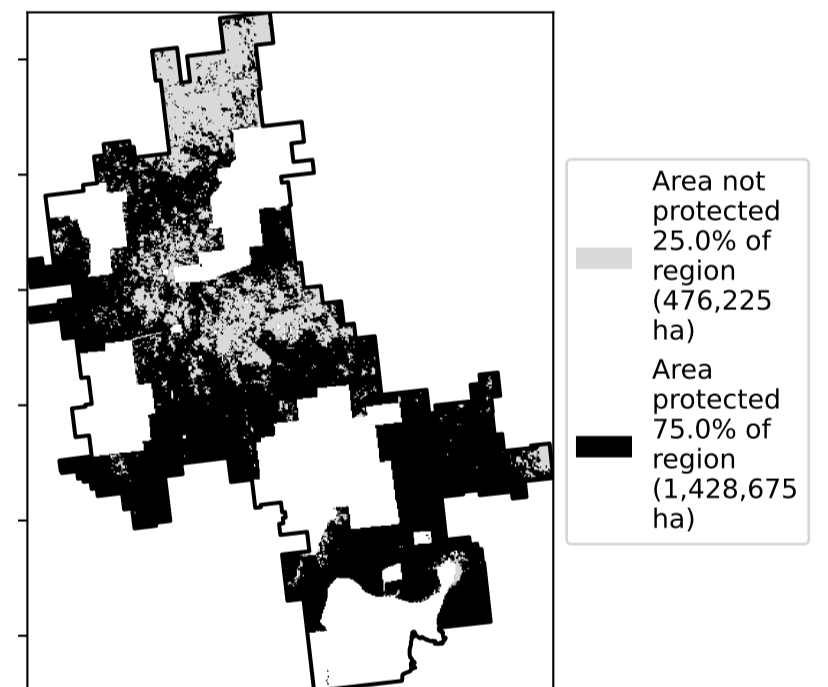 Area not
protected
25.0% of
region
(476,225
ha)
Area
protected
75.0% of
region
(1,428,675
ha)